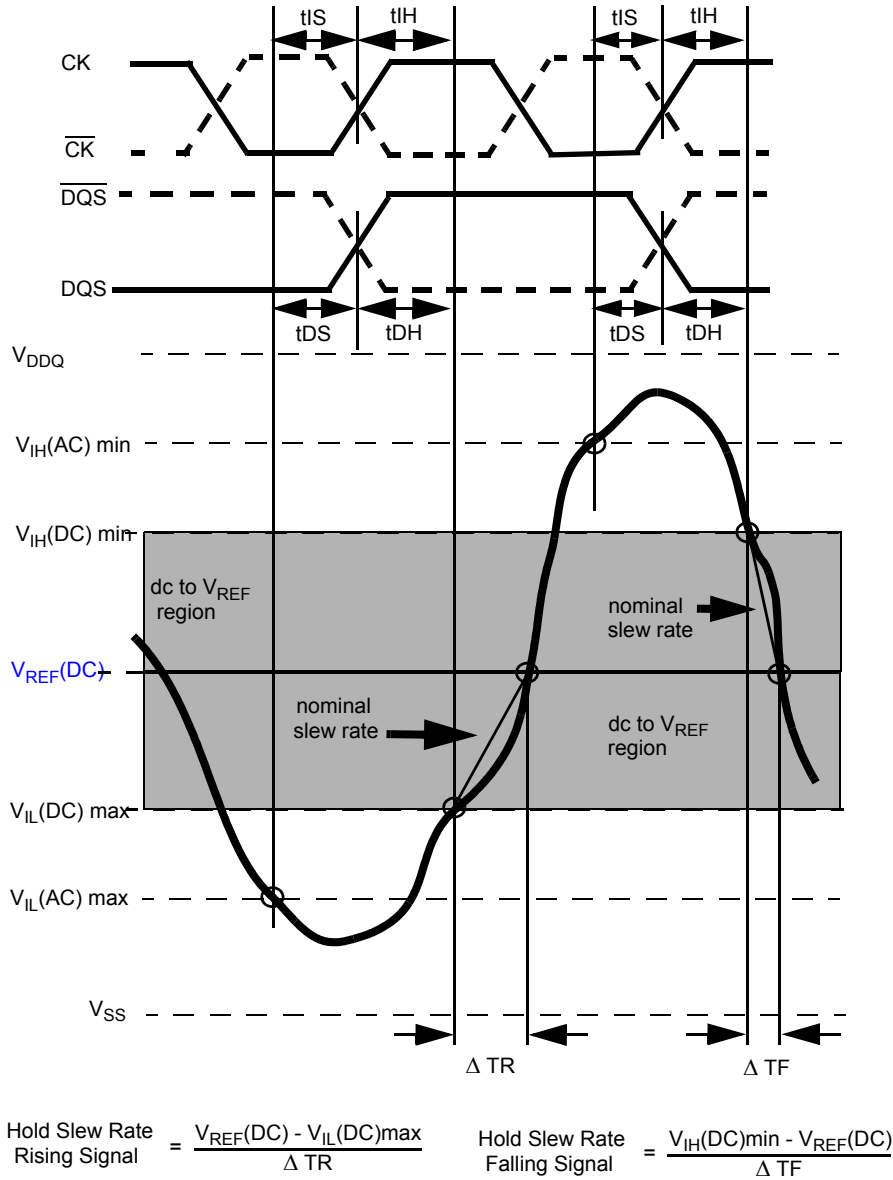 tIS tIH tIS tIH
CK
C̅K̅
D̅Q̅S̅
DQS
tDS tDH tDS tDH
VDDQ
VIH(AC) min
VIH(DC) min
dc to VREF
region
nominal
slew rate
VREF(DC)
nominal
slew rate
dc to VREF
region
VIL(DC) max
VIL(AC) max
VSS
Δ TR Δ TF
Hold Slew Rate
Rising Signal
= VREF(DC) - VIL(DC)max
Δ TR
Hold Slew Rate
Falling Signal
= VIH(DC)min - VREF(DC)
Δ TF